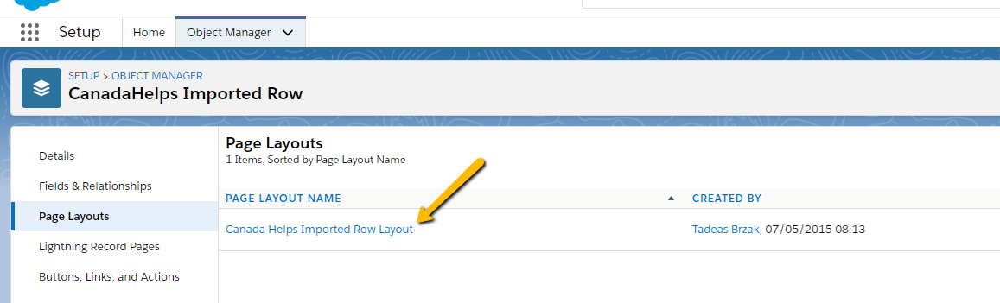 Setup Home Object Manager
SETUP > OBJECT MANAGER
CanadaHelps Imported Row
Details
Fields & Relationships
Page Layouts
Lightning Record Pages
Buttons, Links, and Actions
Page Layouts
1 Items, Sorted by Page Layout Name
PAGE LAYOUT NAME CREATED BY
Canada Helps Imported Row Layout Tadeas Brzak, 07/05/2015 08:13